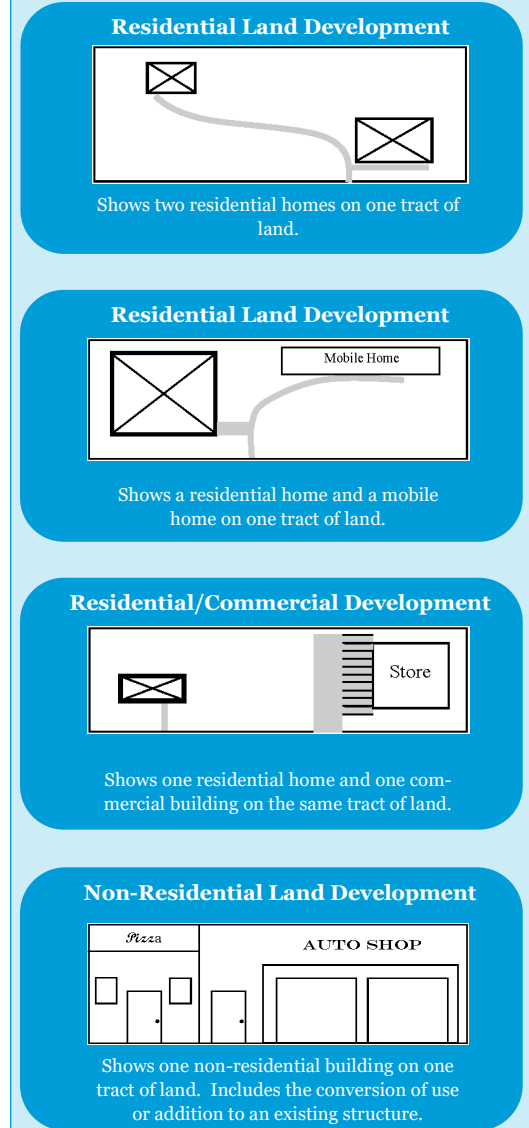 Residential Land Development
Shows two residential homes on one tract of
land.
Residential Land Development
Mobile Home
Shows a residential home and a mobile
home on one tract of land.
Residential/Commercial Development
Store
Shows one residential home and one com-
mercial building on the same tract of land.
Non-Residential Land Development
Pizza
AUTO SHOP
Shows one non-residential building on one
tract of land.  Includes the conversion of use
or addition to an existing structure.